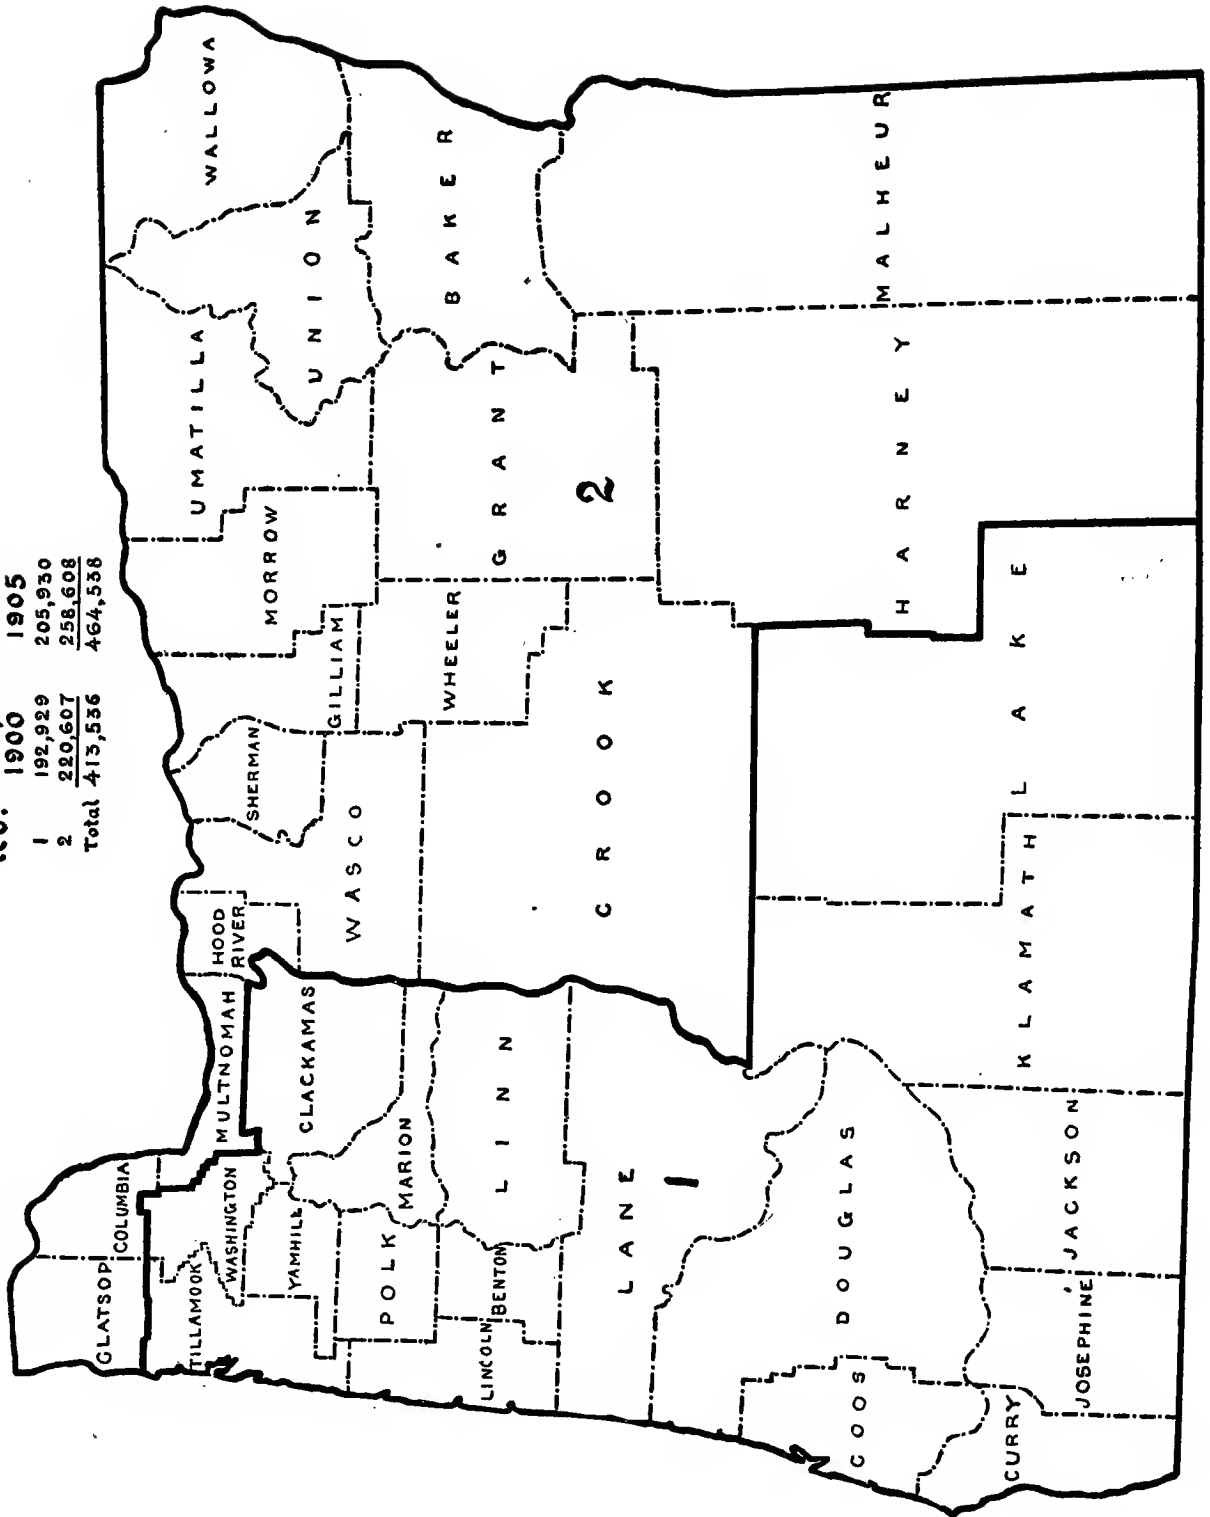 No. 1900 1905
1 192,929 205,930
2 220,607 258,608
Total 413,536 464,538
CLATSOP
COLUMBIA
TILLAMOOK
WASHINGTON
MULTNOMAH
HOOD
RIVER
YAMHILL
CLACKAMAS
POLK
MARION
LINCOLN
BENTON
LINN
LANE
1
DOUGLAS
COOS
CURRY
JOSEPHINE
JACKSON
KLAMATH
LAKE
WASCO
SHERMAN
GILLIAM
MORROW
UMATILLA
UNION
WALLOWA
WHEELER
CROOK
GRANT
2
BAKER
HARNEY
MALHEUR